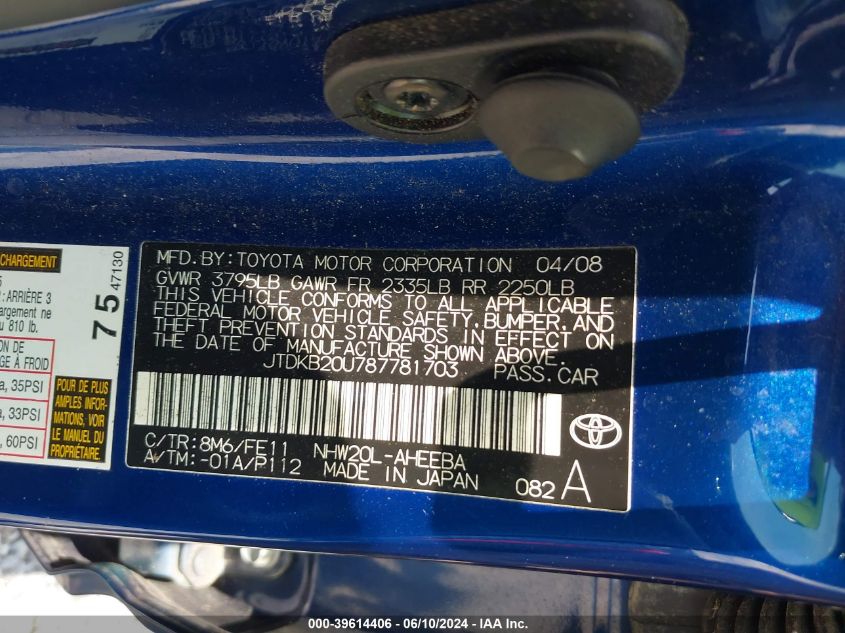 CHARGEMENT
: ARRIÈRE 3
argement ne
u'810 lb.
ON DE
GE À FROID
a, 35PSI
a, 33PSI
, 60PSI
POUR DE PLUS
AMPLES INFOR-
MATIONS, VOIR
LE MANUEL DU
PROPRIÉTAIRE
75
47130
MFD. BY: TOYOTA MOTOR CORPORATION 04/08
GVWR 3795LB GAWR FR 2335LB RR 2250LB
THIS VEHICLE CONFORMS TO ALL APPLICABLE
FEDERAL MOTOR VEHICLE SAFETY, BUMPER, AND
THEFT PREVENTION STANDARDS IN EFFECT ON
THE DATE OF MANUFACTURE SHOWN ABOVE.
JTDKB20U787781703 PASS. CAR
C/TR: 8M6/FE11 NHW20L-AHEEBA
A/TM: -01A/P112 MADE IN JAPAN
082 A
000-39614406 - 06/10/2024 - IAA Inc.